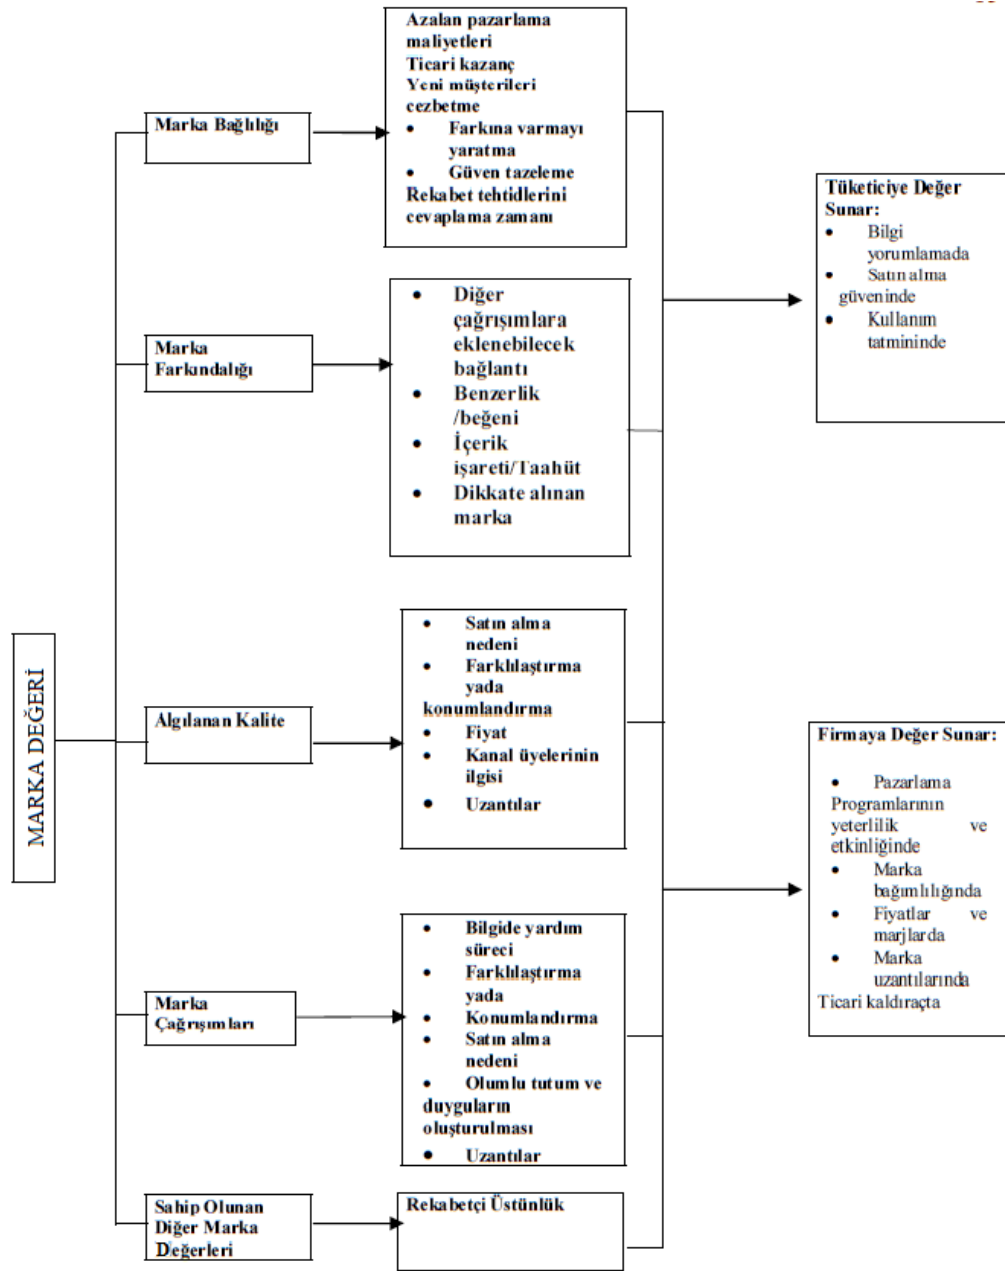 MARKA DEĞERİ
Marka Bağlılığı
Azalan pazarlama
maliyetleri
Ticari kazanç
Yeni müşterileri
cezbetme
• Farkına varmayı
yaratma
• Güven tazeleme
Rekabet tehtidlerini
cevaplama zamanı
Marka
Farkındalığı
• Diğer
çağrışımlara
eklenebilecek
bağlantı
• Benzerlik
/beğeni
• İçerik
işareti/Taahüt
• Dikkate alınan
marka
Algılanan Kalite
• Satın alma
nedeni
• Farklılaştırma
yada
konumlandırma
• Fiyat
• Kanal üyelerinin
ilgisi
• Uzantılar
Marka
Çağrışımları
• Bilgide yardım
süreci
• Farklılaştırma
yada
• Konumlandırma
• Satın alma
nedeni
• Olumlu tutum ve
duyguların
oluşturulması
• Uzantılar
Sahip Olunan
Diğer Marka
Değerleri
Rekabetçi Üstünlük
Tüketiciye Değer
Sunar:
• Bilgi
yorumlamada
• Satın alma
güveninde
• Kullanım
tatmininde
Firmaya Değer Sunar:
• Pazarlama
Programlarının
yeterlilik ve
etkinliğinde
• Marka
bağımlılığında
• Fiyatlar ve
marjlarda
• Marka
uzantılarında
Ticari kaldıraçta